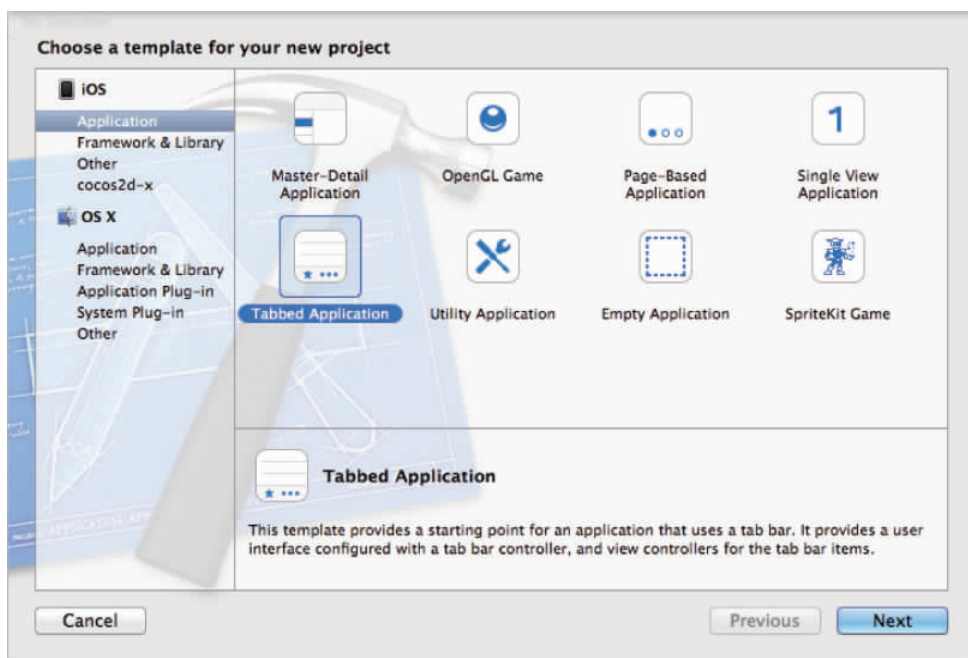 Choose a template for your new project
iOS
Application
Framework & Library
Other
cocos2d-x
OS X
Application
Framework & Library
Application Plug-in
System Plug-in
Other
Master-Detail
Application
OpenGL Game
Page-Based
Application
1
Single View
Application
Tabbed Application
Utility Application
Empty Application
SpriteKit Game
Tabbed Application
This template provides a starting point for an application that uses a tab bar. It provides a user
interface configured with a tab bar controller, and view controllers for the tab bar items.
Cancel
Previous
Next